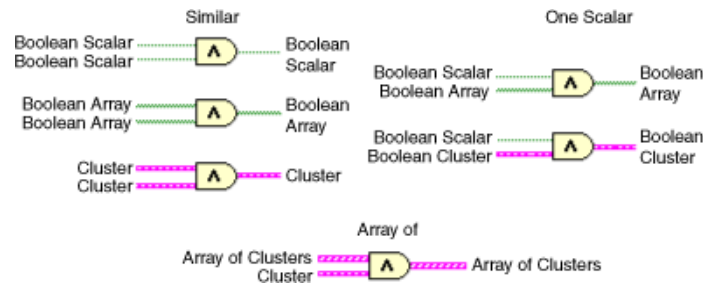 Similar
Boolean Scalar
Boolean Scalar
∧
Boolean
Scalar
Boolean Array
Boolean Array
∧
Boolean
Array
Cluster
Cluster
∧
Cluster
One Scalar
Boolean Scalar
Boolean Array
∧
Boolean
Array
Boolean Scalar
Boolean Cluster
∧
Boolean
Cluster
Array of
Array of Clusters
Cluster
∧
Array of Clusters